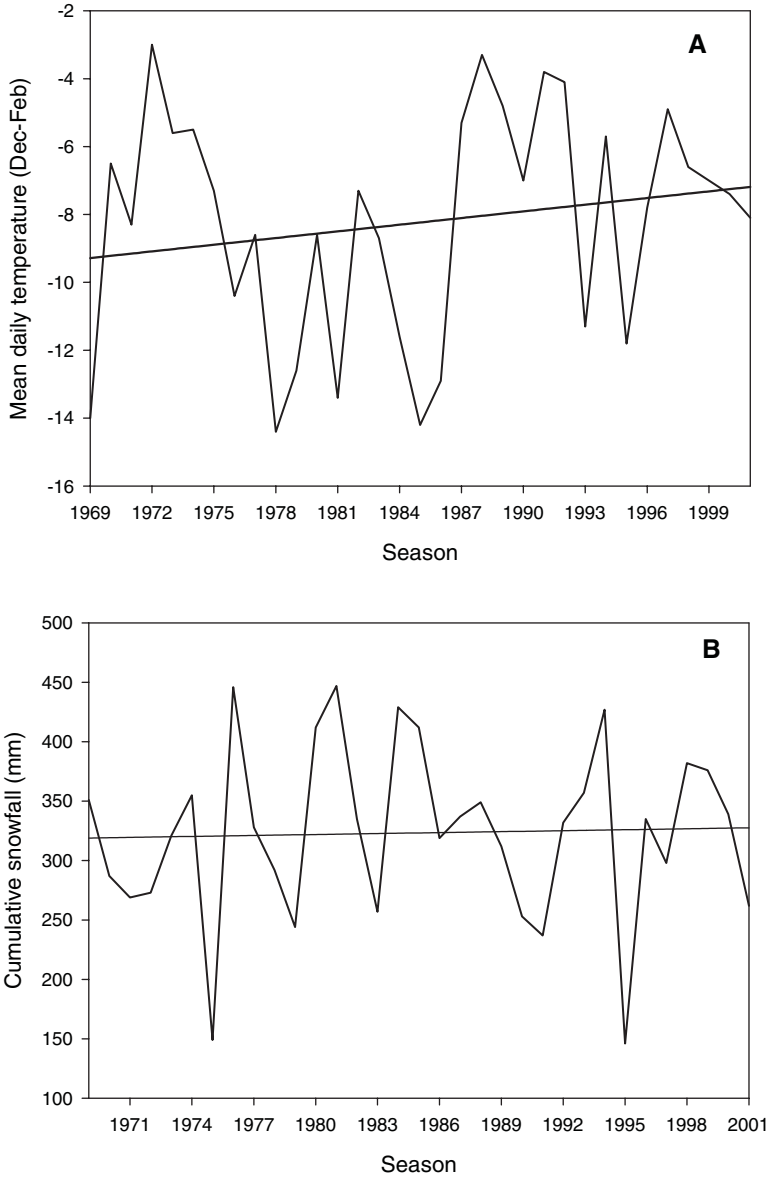 A
Mean daily temperature (Dec-Feb)
-2
-4
-6
-8
-10
-12
-14
-16
1969 1972 1975 1978 1981 1984 1987 1990 1993 1996 1999
Season
B
Cumulative snowfall (mm)
500
450
400
350
300
250
200
150
100
1971 1974 1977 1980 1983 1986 1989 1992 1995 1998 2001
Season